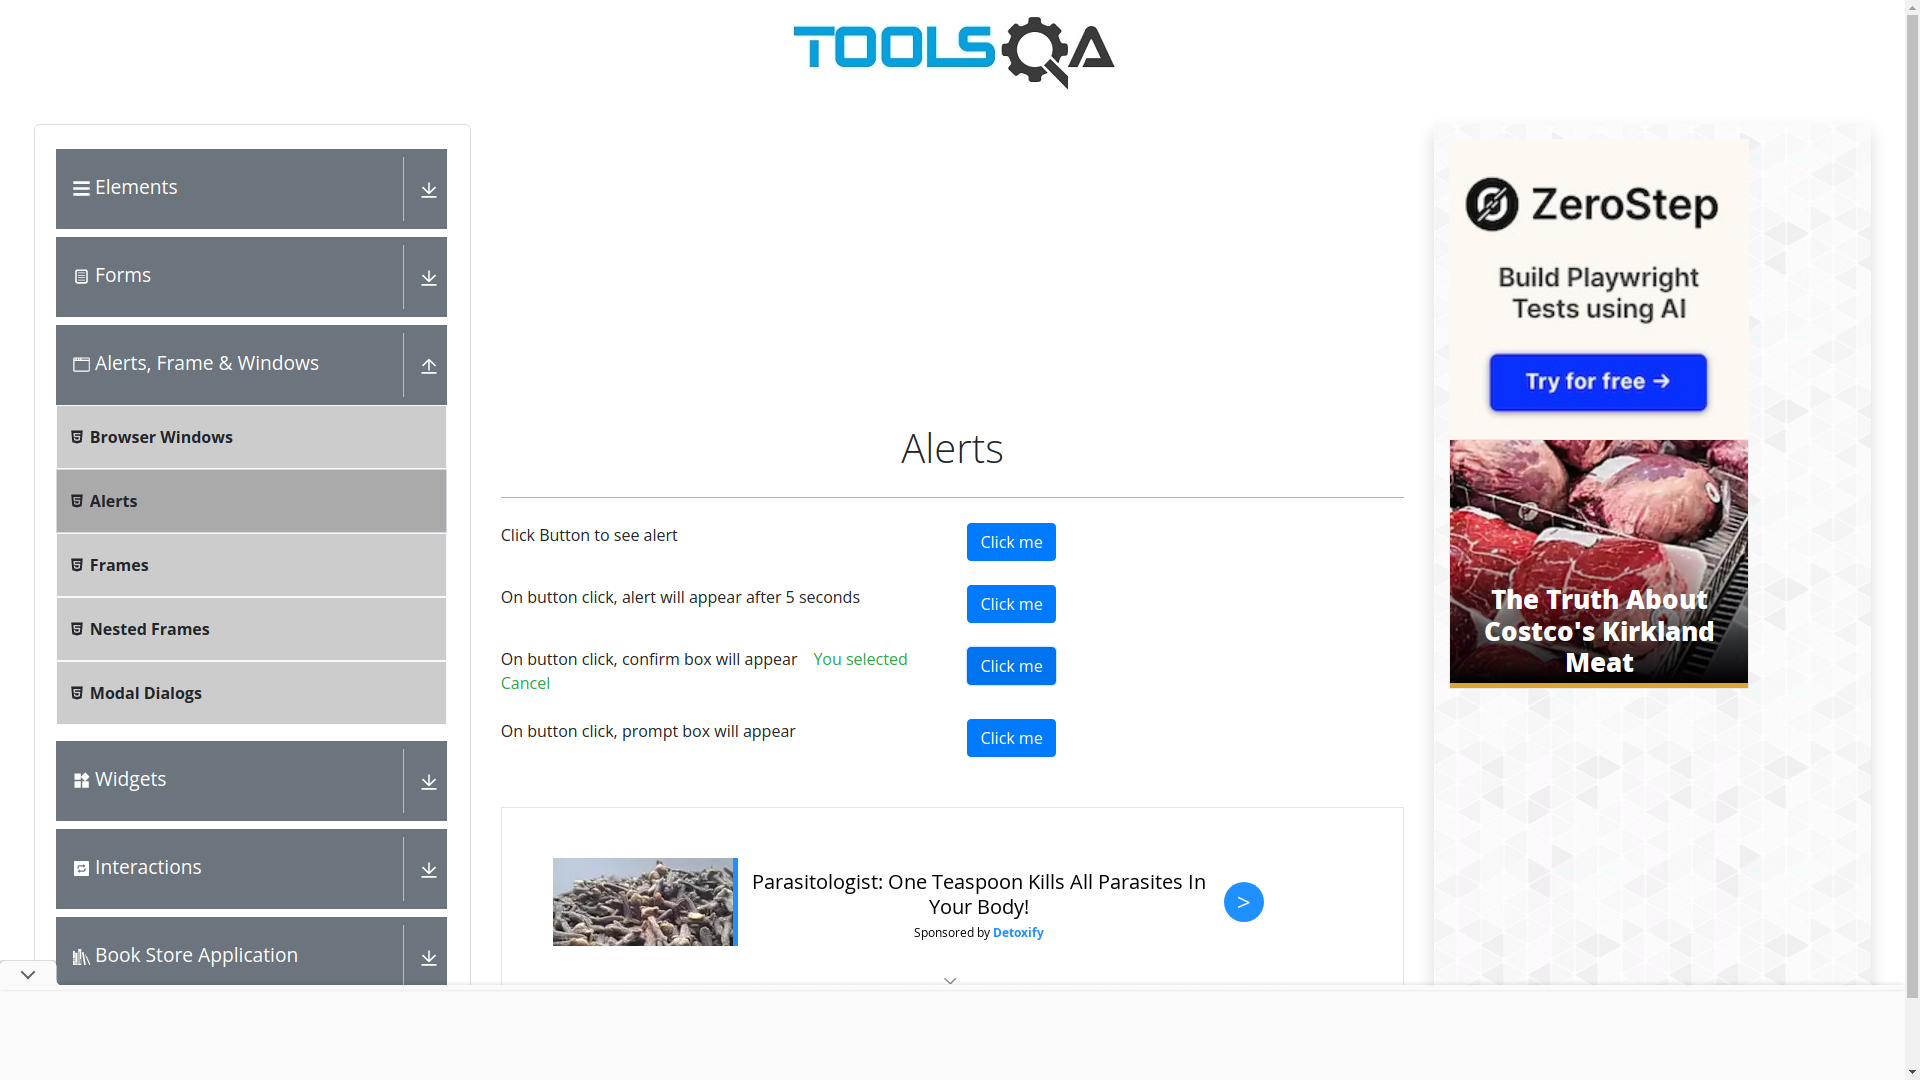 TOOLSQA
Elements
Forms
Alerts, Frame & Windows
Browser Windows
Alerts
Frames
Nested Frames
Modal Dialogs
Widgets
Interactions
Book Store Application
Alerts
Click Button to see alert
Click me
On button click, alert will appear after 5 seconds
Click me
On button click, confirm box will appear You selected
Cancel
Click me
On button click, prompt box will appear
Click me
Parasitologist: One Teaspoon Kills All Parasites In
Your Body!
Sponsored by Detoxify
>
ZeroStep
Build Playwright
Tests using AI
Try for free →
The Truth About
Costco's Kirkland
Meat